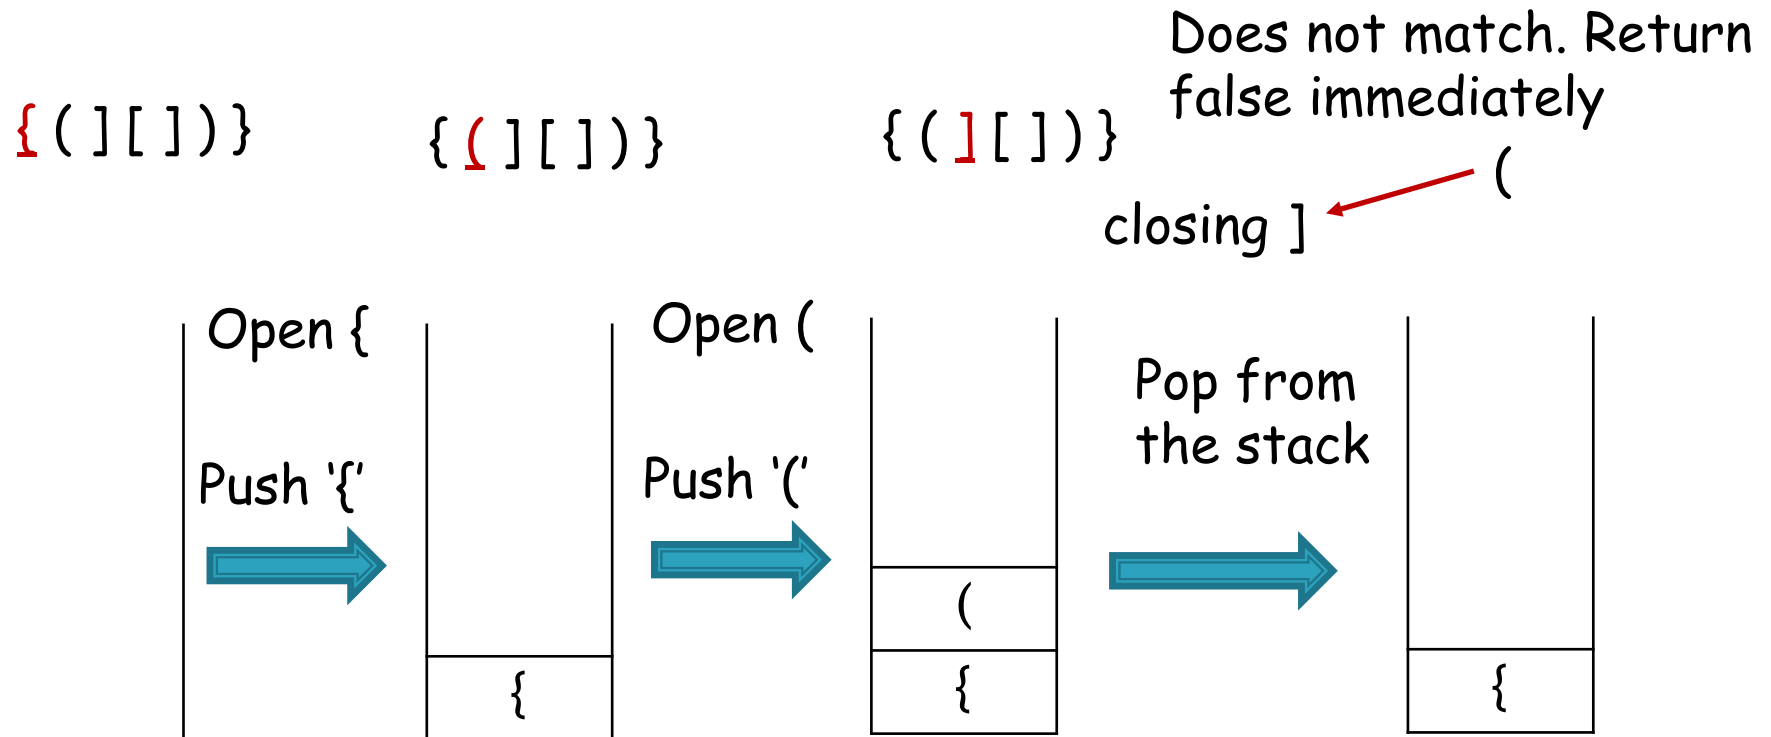 Does not match. Return
false immediately
{ ( ] [ ] ) }
{ ( ] [ ] ) }
{ ( ] [ ] ) }
(
closing ]
Open {
Open (
Pop from
the stack
Push ‘{’
Push ‘(’
(
{
{
{